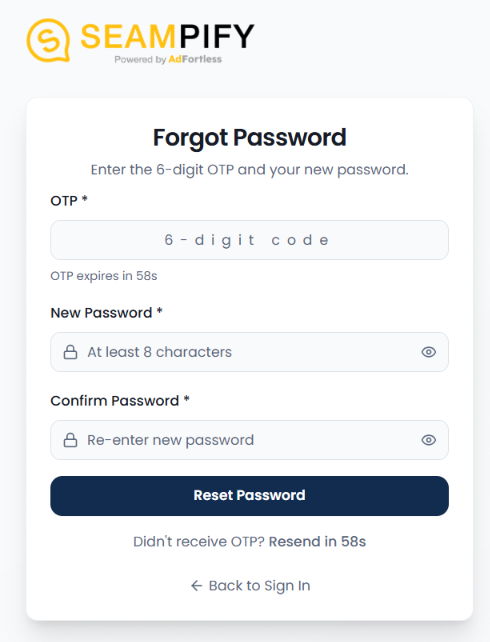 SEAMPIFY
Powered by AdFortless
Forgot Password
Enter the 6-digit OTP and your new password.
OTP *
6-digit code
OTP expires in 58s
New Password *
At least 8 characters
Confirm Password *
Re-enter new password
Reset Password
Didn't receive OTP? Resend in 58s
← Back to Sign In